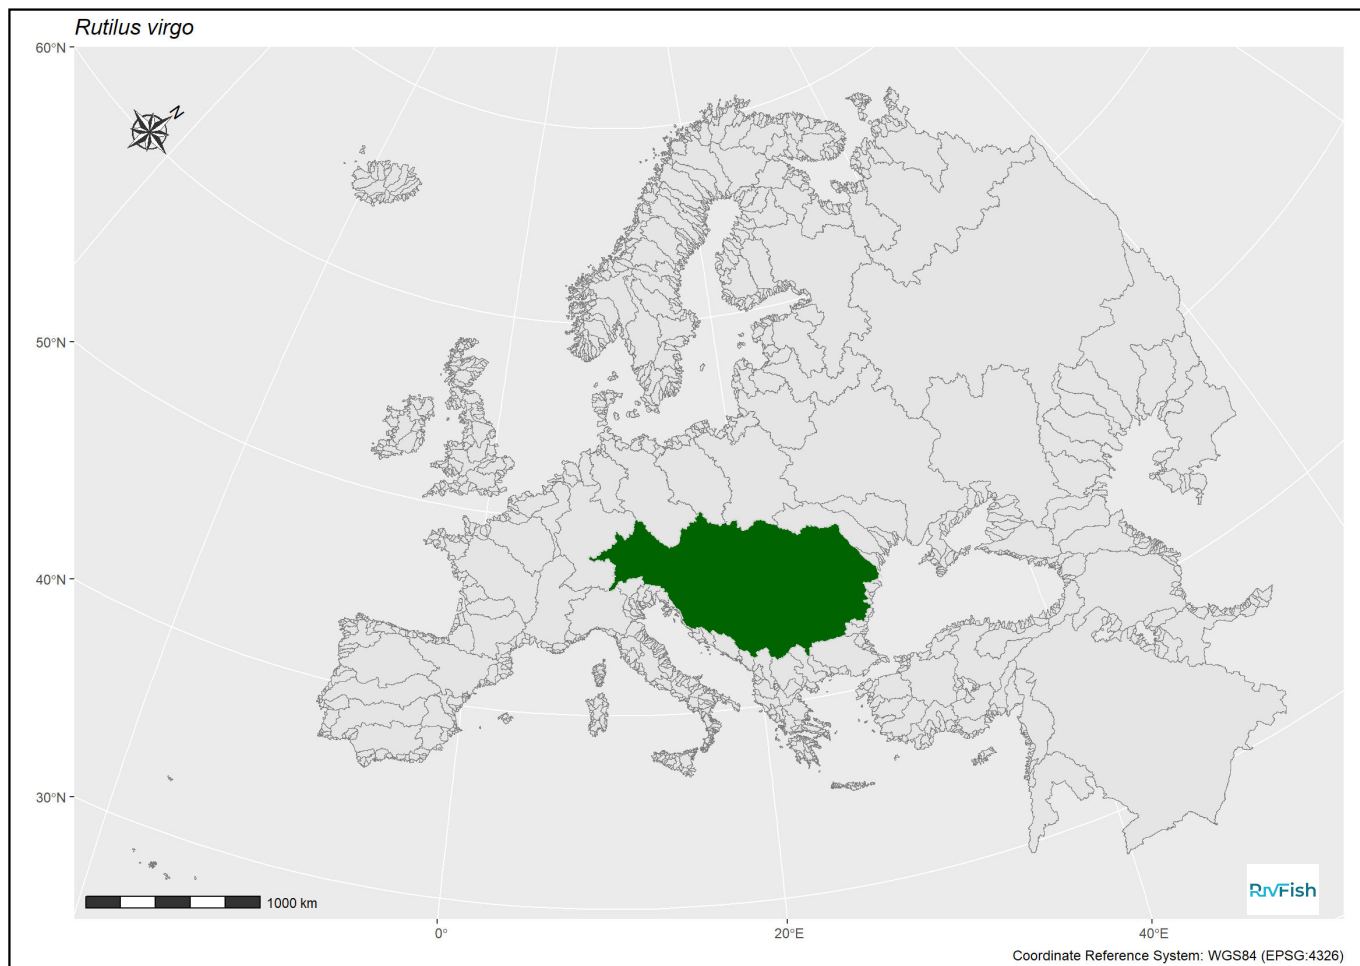 Rutilus virgo
60°N
N
50°N
40°N
30°N
1000 km
RivFish
0°
20°E
40°E
Coordinate Reference System: WGS84 (EPSG:4326)